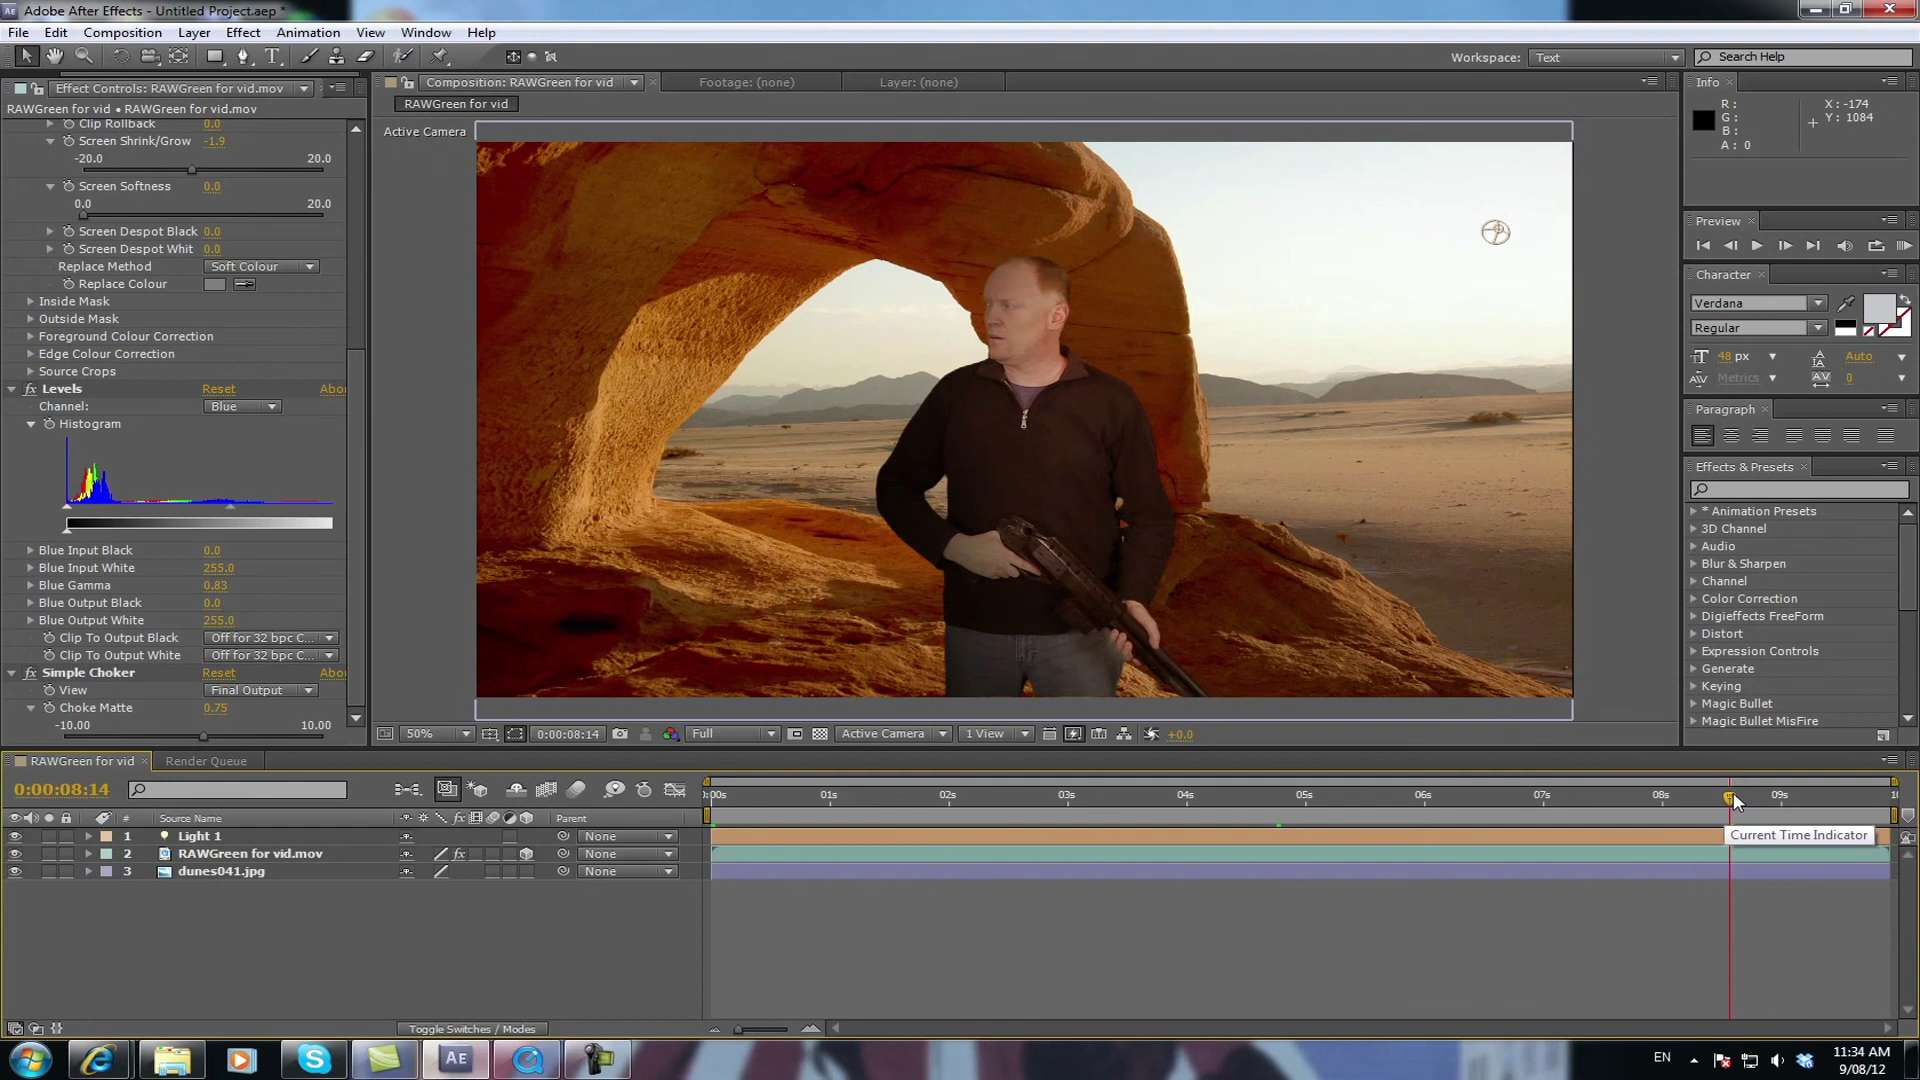 Adobe After Effects - Untitled Project.aep *
File Edit Composition Layer Effect Animation View Window Help
Workspace: Text
Search Help
Effect Controls: RAWGreen for vid.mov
RAWGreen for vid • RAWGreen for vid.mov
Clip Rollback 0.0
Screen Shrink/Grow -1.9
-20.0 20.0
Screen Softness 0.0
0.0 20.0
Screen Despot Black 0.0
Screen Despot Whit 0.0
Replace Method Soft Colour
Replace Colour
Inside Mask
Outside Mask
Foreground Colour Correction
Edge Colour Correction
Source Crops
Levels Reset Abou
Channel: Blue
Histogram
Blue Input Black 0.0
Blue Input White 255.0
Blue Gamma 0.83
Blue Output Black 0.0
Blue Output White 255.0
Clip To Output Black Off for 32 bpc C...
Clip To Output White Off for 32 bpc C...
Simple Choker Reset Abou
View Final Output
Choke Matte 0.75
-10.00 10.00
Composition: RAWGreen for vid Footage: (none) Layer: (none)
RAWGreen for vid
Active Camera
50% 0:00:08:14 Full Active Camera 1 View +0.0
Info
R: X: -174
G: Y: 1084
B:
A: 0
Preview
Character
Verdana
Regular
48 px Auto
Metrics 0
Paragraph
Effects & Presets
* Animation Presets
3D Channel
Audio
Blur & Sharpen
Channel
Color Correction
Digieffects FreeForm
Distort
Expression Controls
Generate
Keying
Magic Bullet
Magic Bullet MisFire
RAWGreen for vid Render Queue
0:00:08:14
:00s 01s 02s 03s 04s 05s 06s 07s 08s 09s 10
# Source Name Parent
1 Light 1 None
2 RAWGreen for vid.mov None
3 dunes041.jpg None
Current Time Indicator
Toggle Switches / Modes
AE
EN
11:34 AM
9/08/12